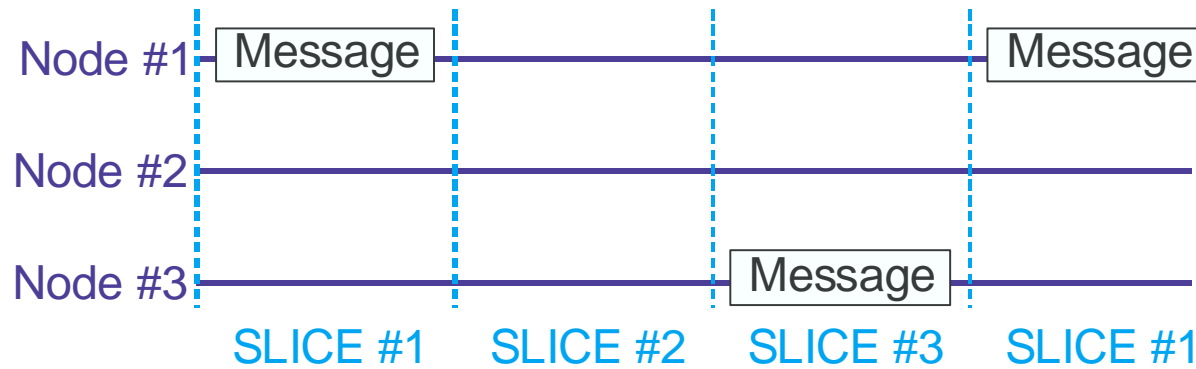 Node #1 Message Message
Node #2
Node #3 Message
SLICE #1 SLICE #2 SLICE #3 SLICE #1